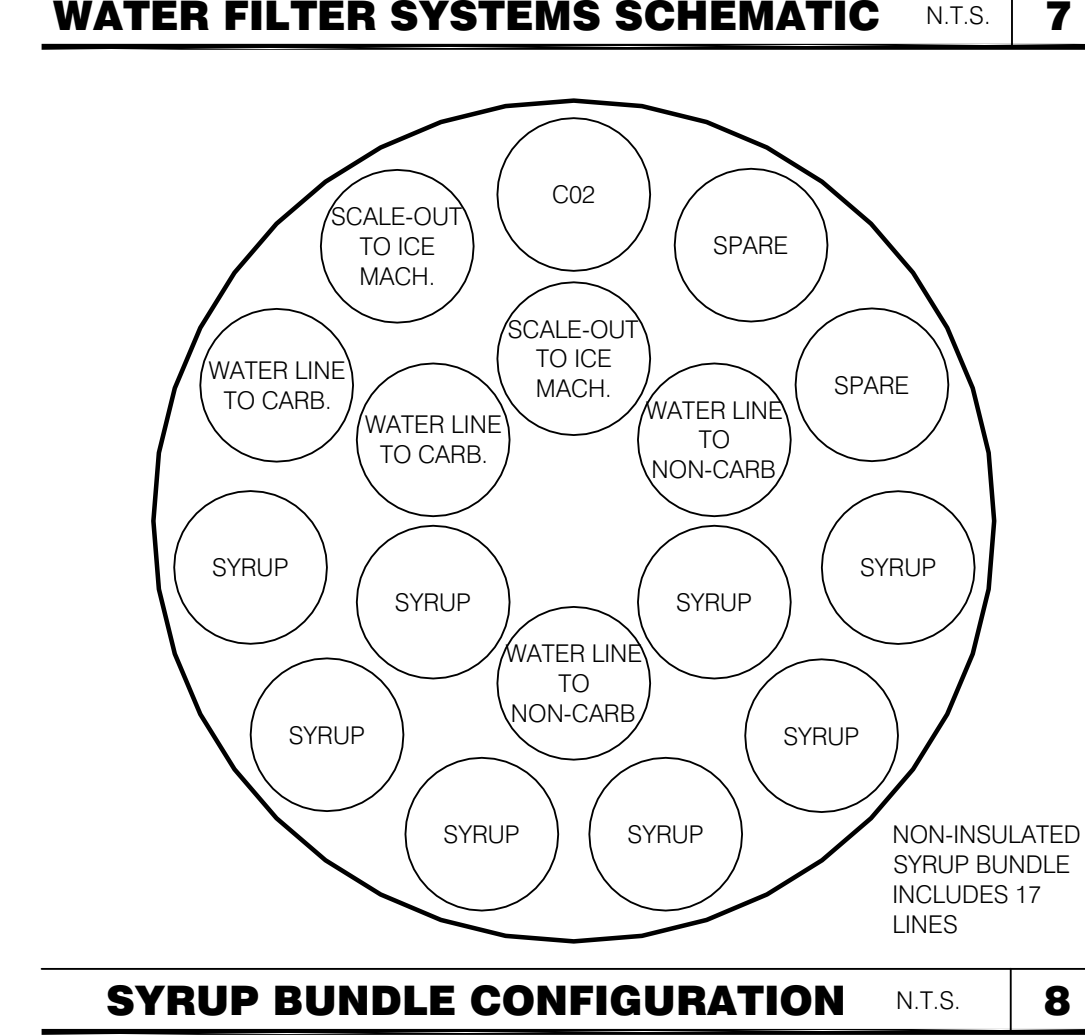 WATER FILTER SYSTEMS SCHEMATIC N.T.S. 7
C02
SCALE-OUT
TO ICE
MACH.
SPARE
SCALE-OUT
TO ICE
MACH.
WATER LINE
TO CARB.
SPARE
WATER LINE
TO CARB.
WATER LINE
TO
NON-CARB
SYRUP
SYRUP
SYRUP
SYRUP
WATER LINE
TO
NON-CARB
SYRUP
SYRUP
SYRUP
SYRUP
NON-INSULATED
SYRUP BUNDLE
INCLUDES 17
LINES
SYRUP BUNDLE CONFIGURATION N.T.S. 8